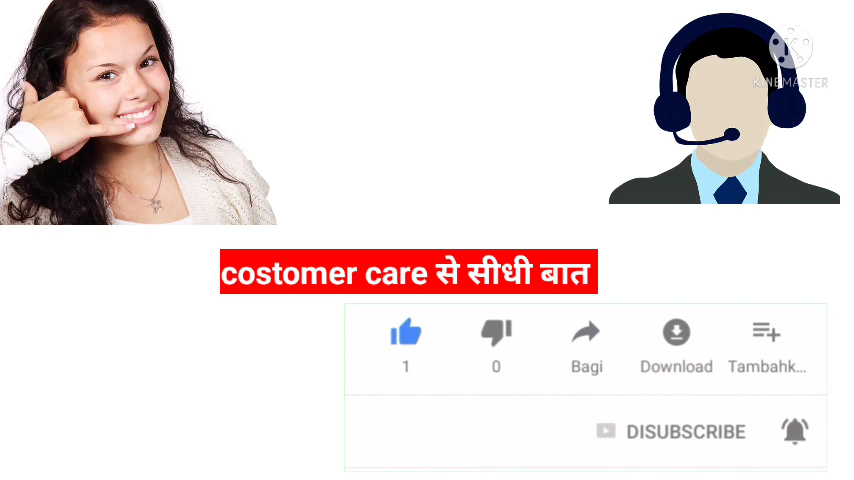 KINEMASTER
costomer care से सीधी बात
1 0 Bagi Download Tambahk...
DISUBSCRIBE